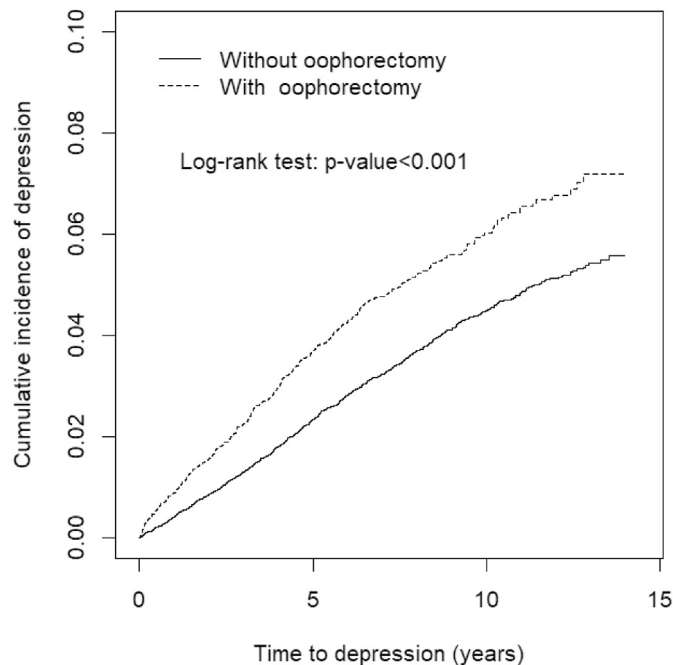 0.10
0.08
0.06
0.04
0.02
0.00
Cumulative incidence of depression
Without oophorectomy
With  oophorectomy
Log-rank test: p-value<0.001
0 5 10 15
Time to depression (years)